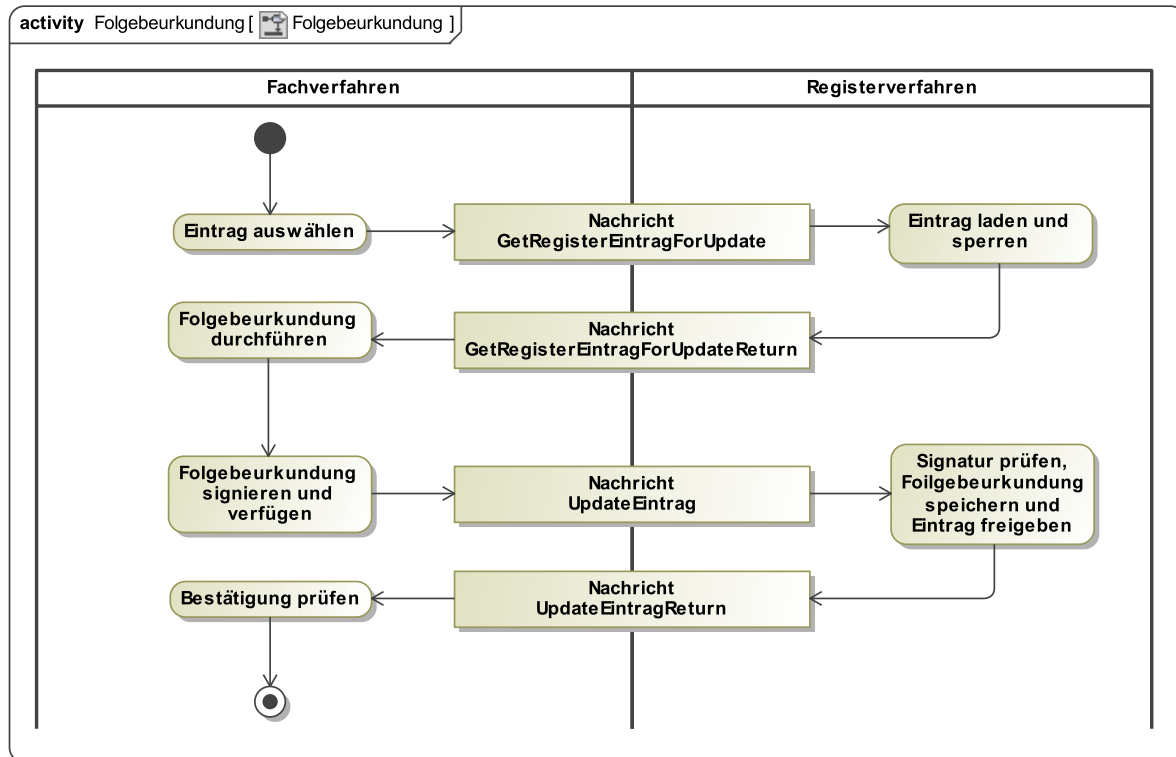 activity Folgebeurkundung [ Folgebeurkundung ]
Fachverfahren
Registerverfahren
Eintrag auswählen
Nachricht
GetRegisterEintragForUpdate
Eintrag laden und
sperren
Folgebeurkundung
durchführen
Nachricht
GetRegisterEintragForUpdateReturn
Folgebeurkundung
signieren und
verfügen
Nachricht
UpdateEintrag
Signatur prüfen,
Foilgebeurkundung
speichern und
Eintrag freigeben
Bestätigung prüfen
Nachricht
UpdateEintragReturn